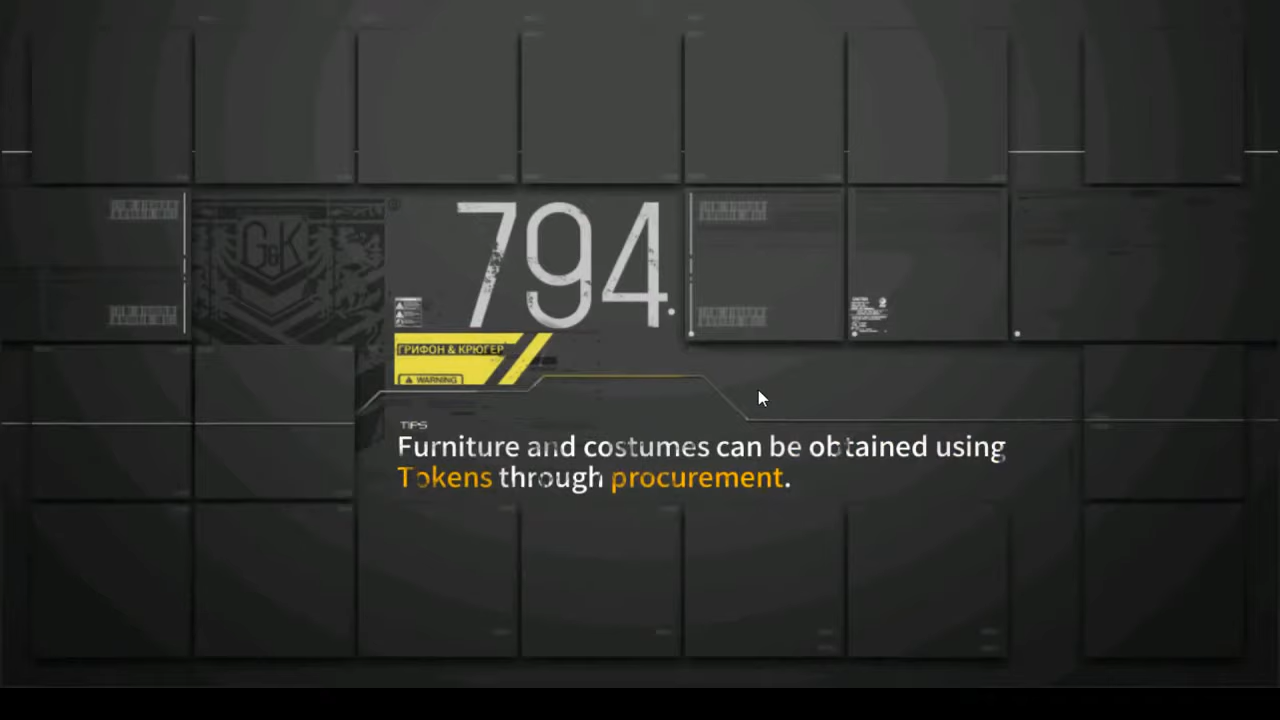 G&K
794.
ГРИФОН & КРЮГЕР
WARNING
TIPS
Furniture and costumes can be obtained using
Tokens through procurement.